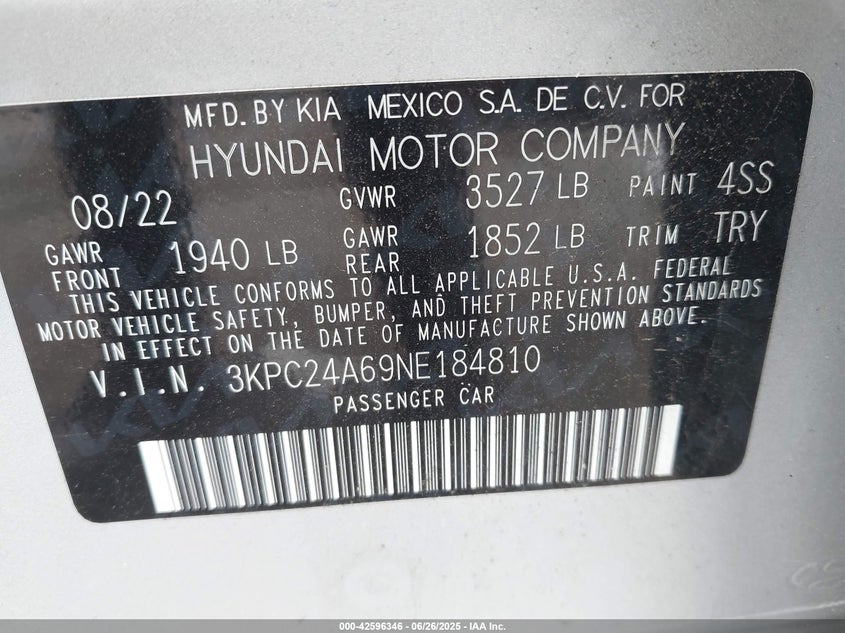 MFD. BY KIA MEXICO S.A. DE C.V. FOR
HYUNDAI MOTOR COMPANY
08/22 GVWR 3527 LB PAINT 4SS
GAWR FRONT 1940 LB GAWR REAR 1852 LB TRIM TRY
THIS VEHICLE CONFORMS TO ALL APPLICABLE U.S.A. FEDERAL
MOTOR VEHICLE SAFETY, BUMPER, AND THEFT PREVENTION STANDARDS
IN EFFECT ON THE DATE OF MANUFACTURE SHOWN ABOVE.
V.I.N. 3KPC24A69NE184810
PASSENGER CAR
000-42596346 - 06/26/2025 - IAA Inc.